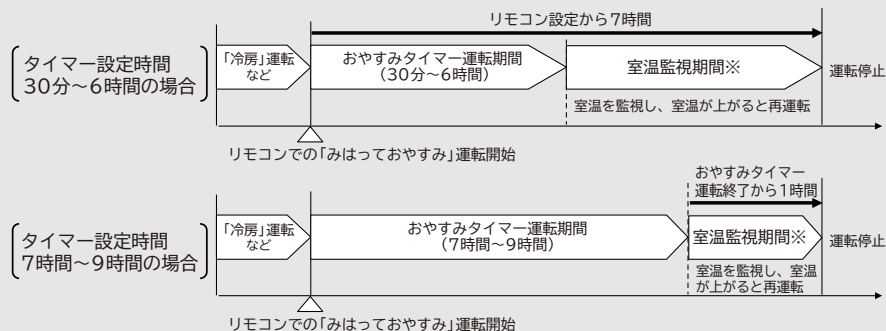 リモコン設定から7時間
タイマー設定時間
30分～6時間の場合
「冷房」運転
など
おやすみタイマー運転期間
(30分～6時間)
室温監視期間※
運転停止
室温を監視し、室温が上がると再運転
リモコンでの「みはっておやすみ」運転開始
おやすみタイマー
運転終了から1時間
タイマー設定時間
7時間～9時間の場合
「冷房」運転
など
おやすみタイマー運転期間
(7時間～9時間)
室温監視期間※
運転停止
室温を監視し、室温
が上がると再運転
リモコンでの「みはっておやすみ」運転開始